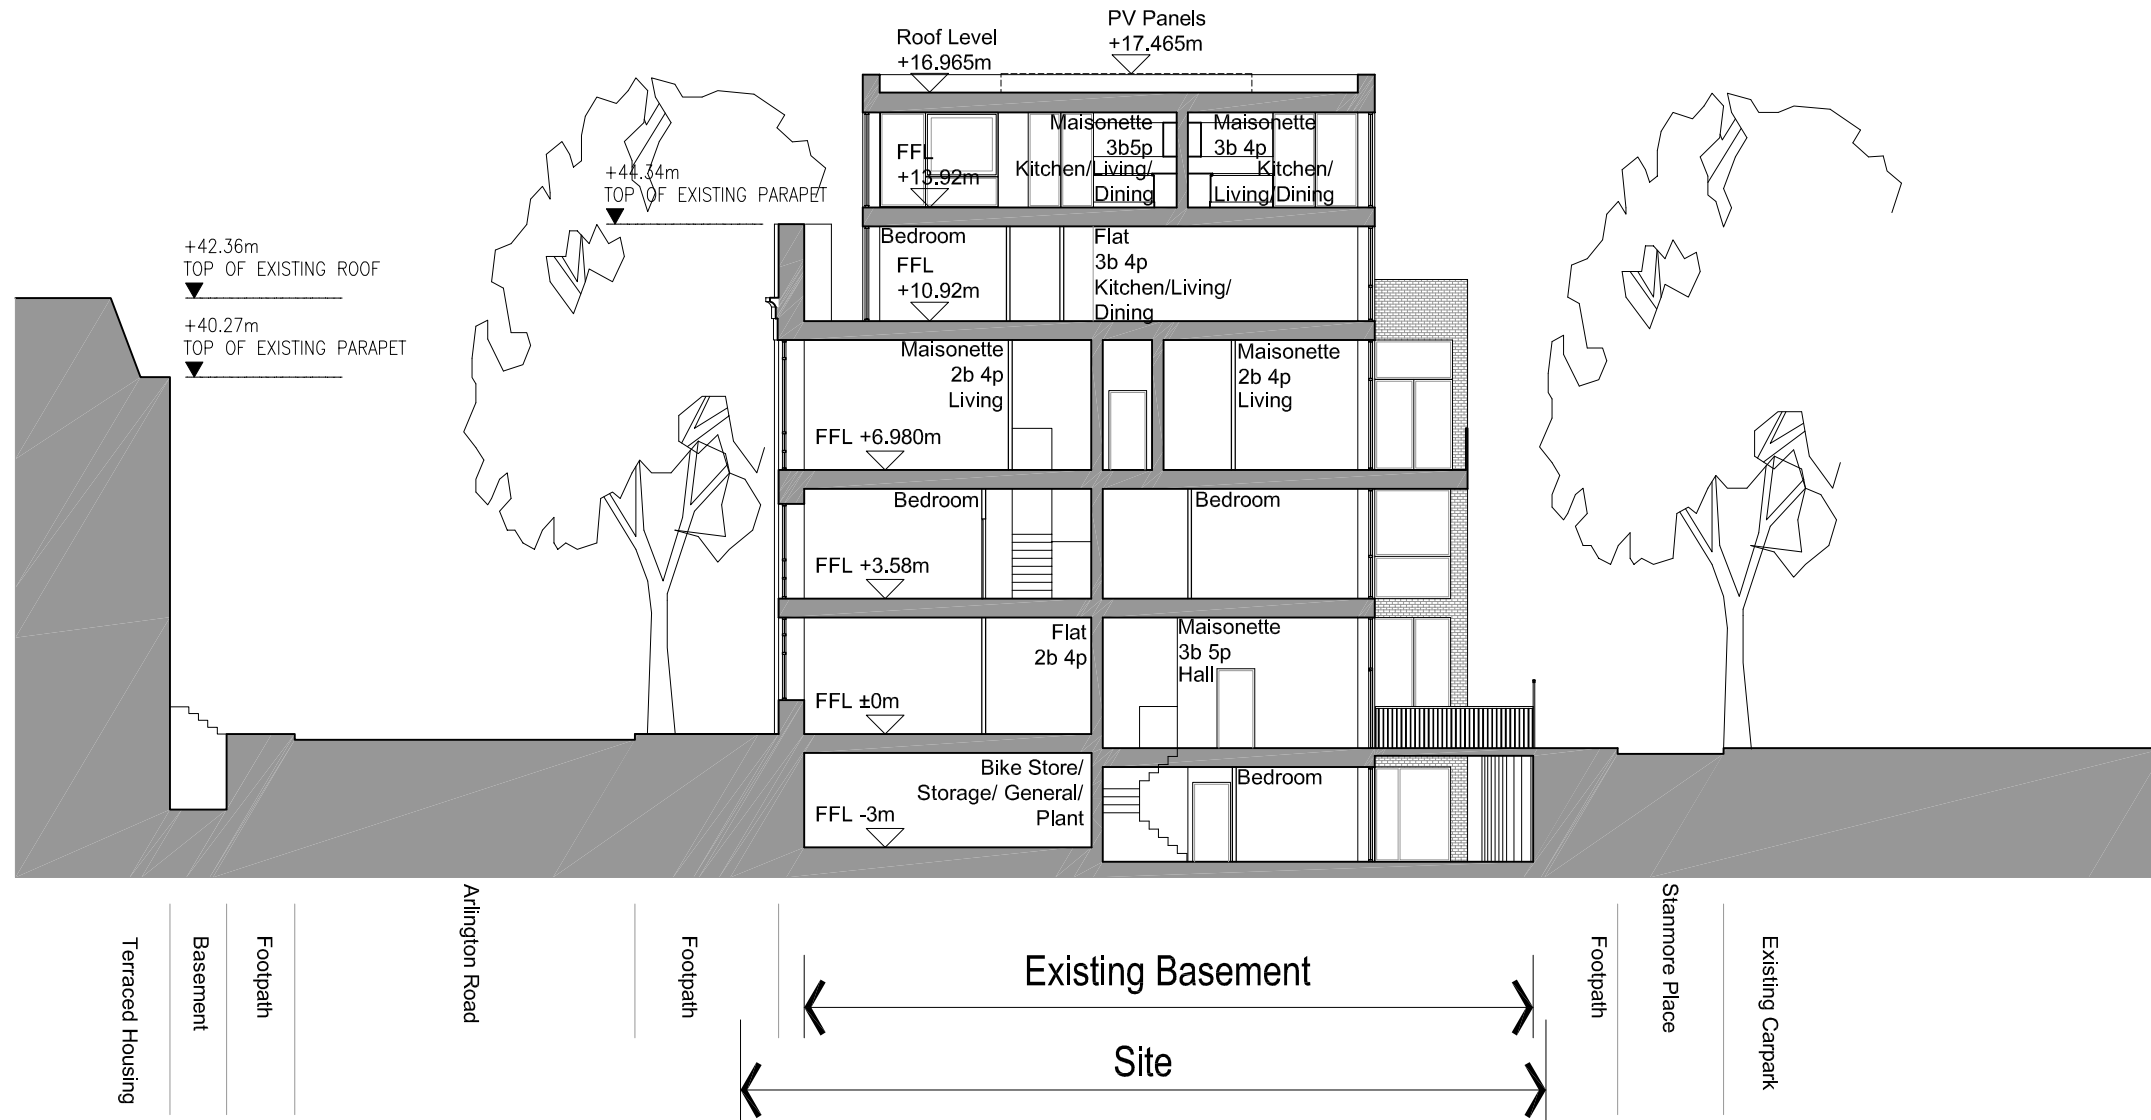 PV Panels
+17.465m
Roof Level
+16.965m
Maisonette
3b5p
Kitchen/Living/
Dining
Maisonette
3b 4p
Kitchen/
Living/Dining
FFL
+13.92m
+44.34m
TOP OF EXISTING PARAPET
+42.36m
TOP OF EXISTING ROOF
+40.27m
TOP OF EXISTING PARAPET
Bedroom
FFL
+10.92m
Flat
3b 4p
Kitchen/Living/
Dining
Maisonette
2b 4p
Living
Maisonette
2b 4p
Living
FFL +6.980m
Bedroom
Bedroom
FFL +3.58m
Flat
2b 4p
Maisonette
3b 5p
Hall
FFL ±0m
Bike Store/
Storage/ General/
Plant
Bedroom
FFL -3m
Terraced Housing
Basement
Footpath
Arlington Road
Footpath
Existing Basement
Site
Footpath
Stanmore Place
Existing Carpark